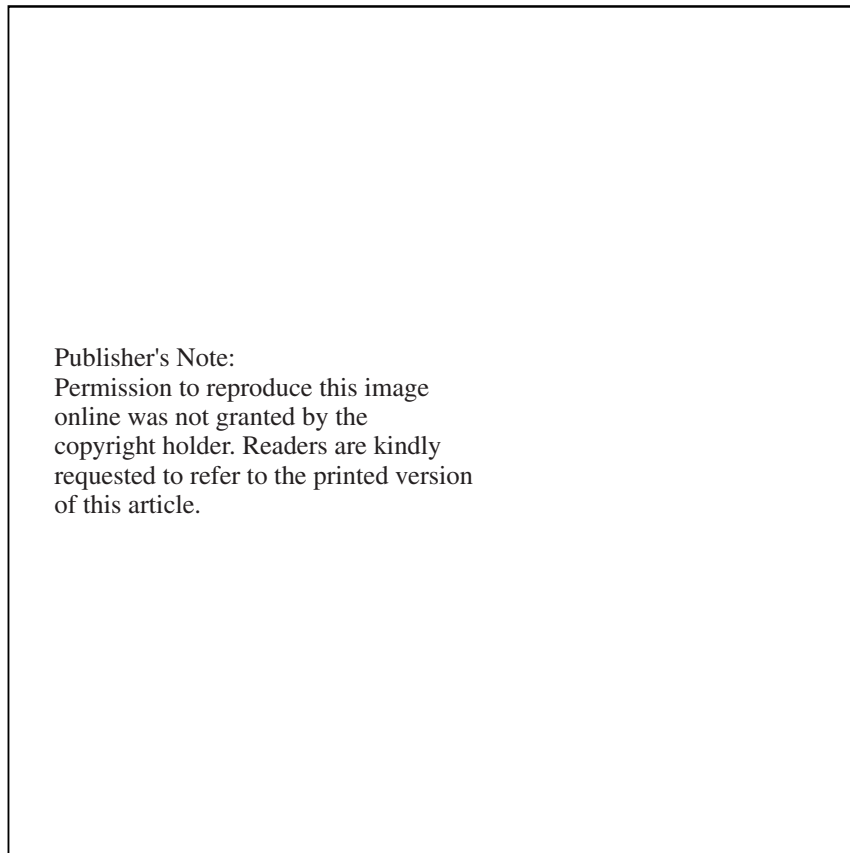 Publisher's Note:
Permission to reproduce this image
online was not granted by the
copyright holder. Readers are kindly
requested to refer to the printed version
of this article.